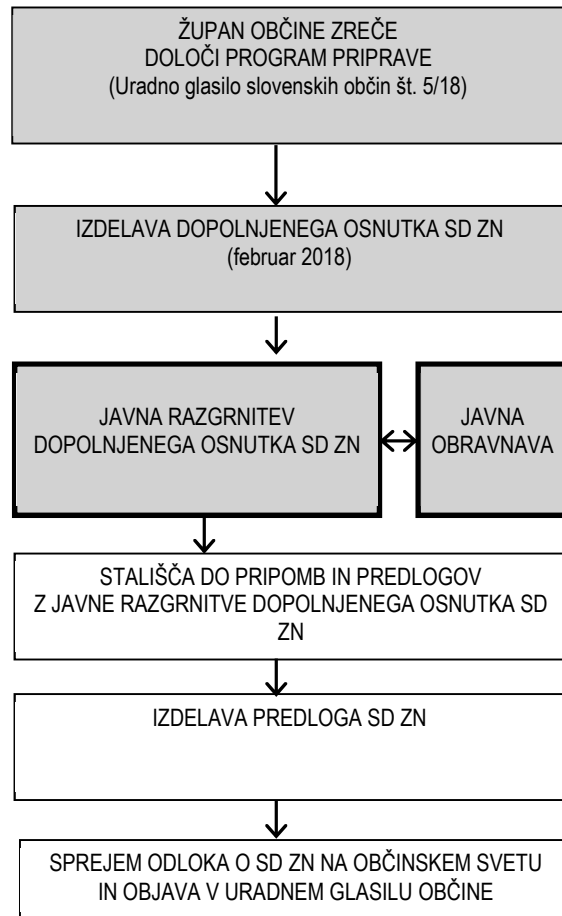 ŽUPAN OBČINE ZREČE
DOLOČI PROGRAM PRIPRAVE
(Uradno glasilo slovenskih občin št. 5/18)
IZDELAVA DOPOLNJENEGA OSNUTKA SD ZN
(februar 2018)
JAVNA RAZGRNITEV
DOPOLNJENEGA OSNUTKA SD ZN
JAVNA
OBRAVNAVA
STALIŠČA DO PRIPOMB IN PREDLOGOV
Z JAVNE RAZGRNITVE DOPOLNJENEGA OSNUTKA SD
ZN
IZDELAVA PREDLOGA SD ZN
SPREJEM ODLOKA O SD ZN NA OBČINSKEM SVETU
IN OBJAVA V URADNEM GLASILU OBČINE